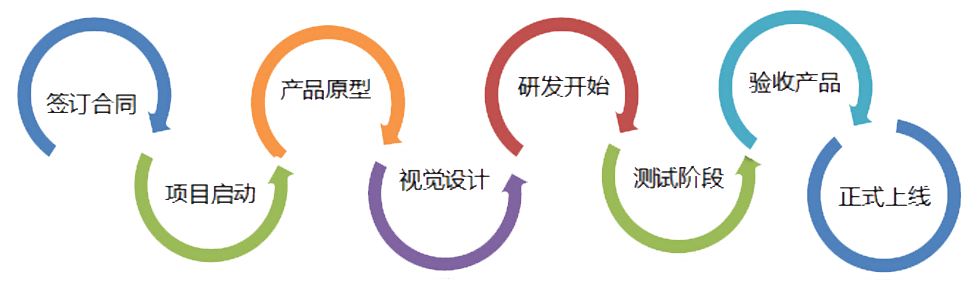 签订合同
项目启动
产品原型
视觉设计
研发开始
测试阶段
验收产品
正式上线